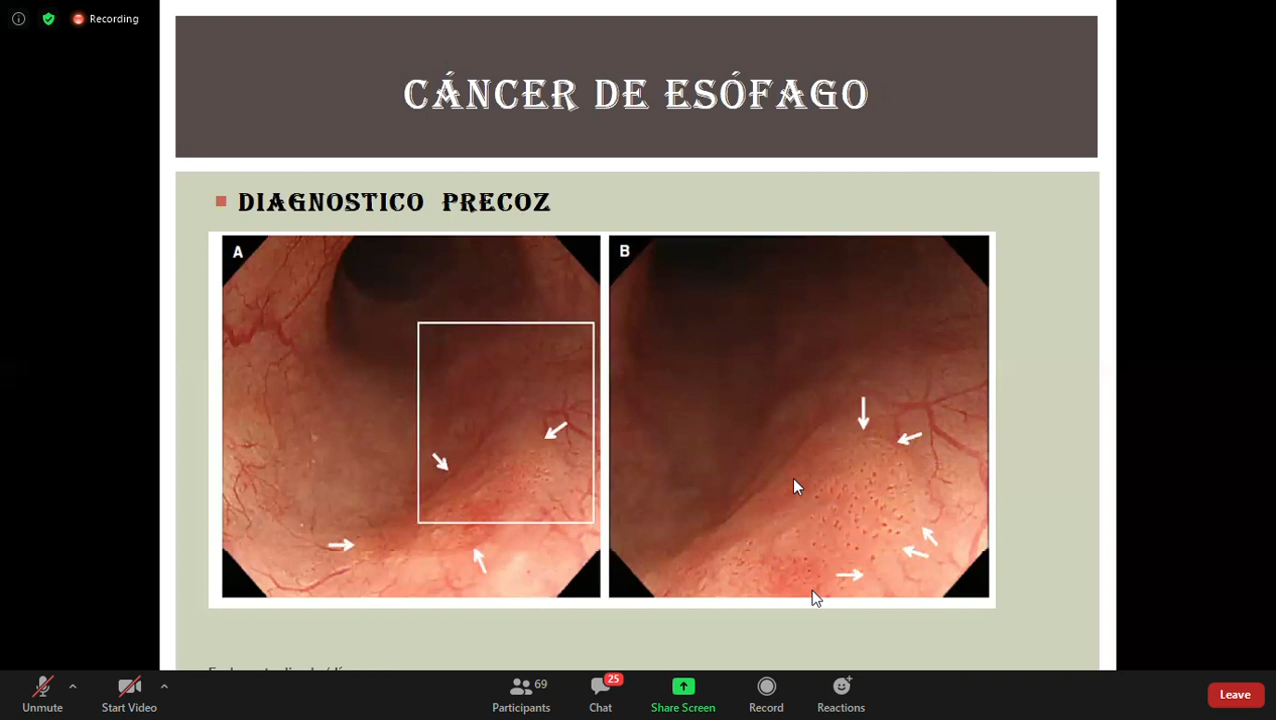 Recording
CÁNCER DE ESÓFAGO
DIAGNOSTICO PRECOZ
A
B
Unmute
Start Video
69
Participants
25
Chat
Share Screen
Record
Reactions
Leave